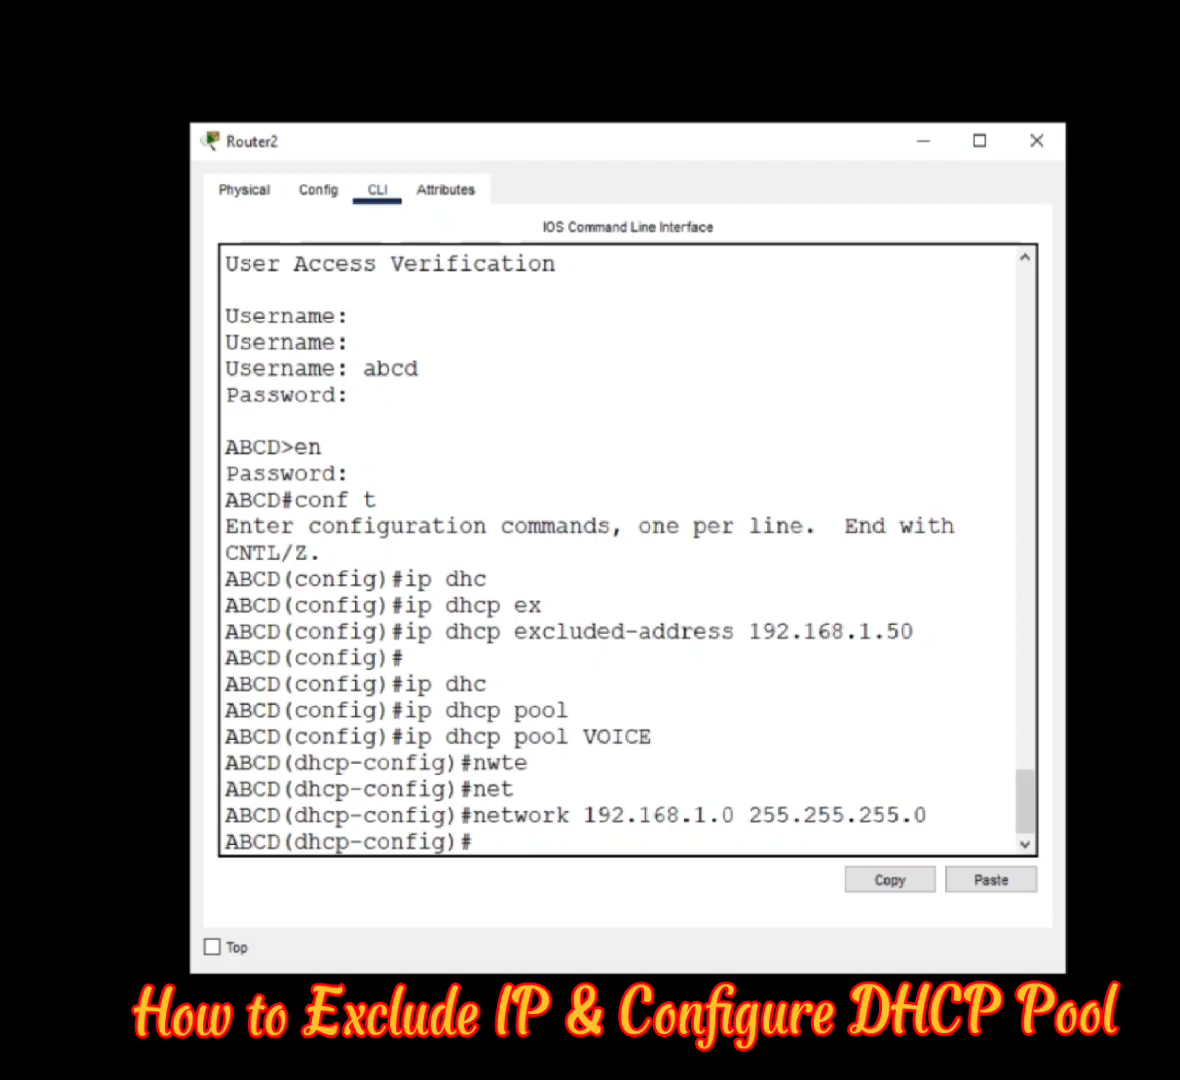 Router2
Physical Config CLI Attributes
IOS Command Line Interface
User Access Verification
Username:
Username:
Username: abcd
Password:
ABCD>en
Password:
ABCD#conf t
Enter configuration commands, one per line.  End with
CNTL/Z.
ABCD(config)#ip dhc
ABCD(config)#ip dhcp ex
ABCD(config)#ip dhcp excluded-address 192.168.1.50
ABCD(config)#
ABCD(config)#ip dhc
ABCD(config)#ip dhcp pool
ABCD(config)#ip dhcp pool VOICE
ABCD(dhcp-config)#nwte
ABCD(dhcp-config)#net
ABCD(dhcp-config)#network 192.168.1.0 255.255.255.0
ABCD(dhcp-config)#
Copy Paste
Top
How to Exclude IP & Configure DHCP Pool